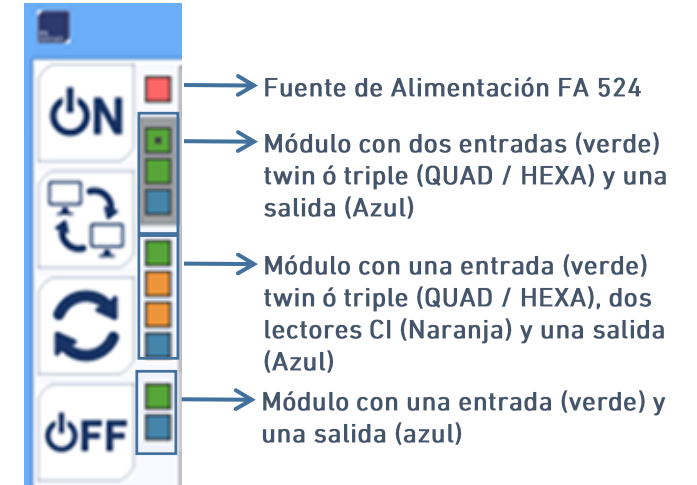 ON
Fuente de Alimentación FA 524
Módulo con dos entradas (verde)
twin ó triple (QUAD / HEXA) y una
salida (Azul)
Módulo con una entrada (verde)
twin ó triple (QUAD / HEXA), dos
lectores CI (Naranja) y una salida
(Azul)
OFF
Módulo con una entrada (verde) y
una salida (azul)